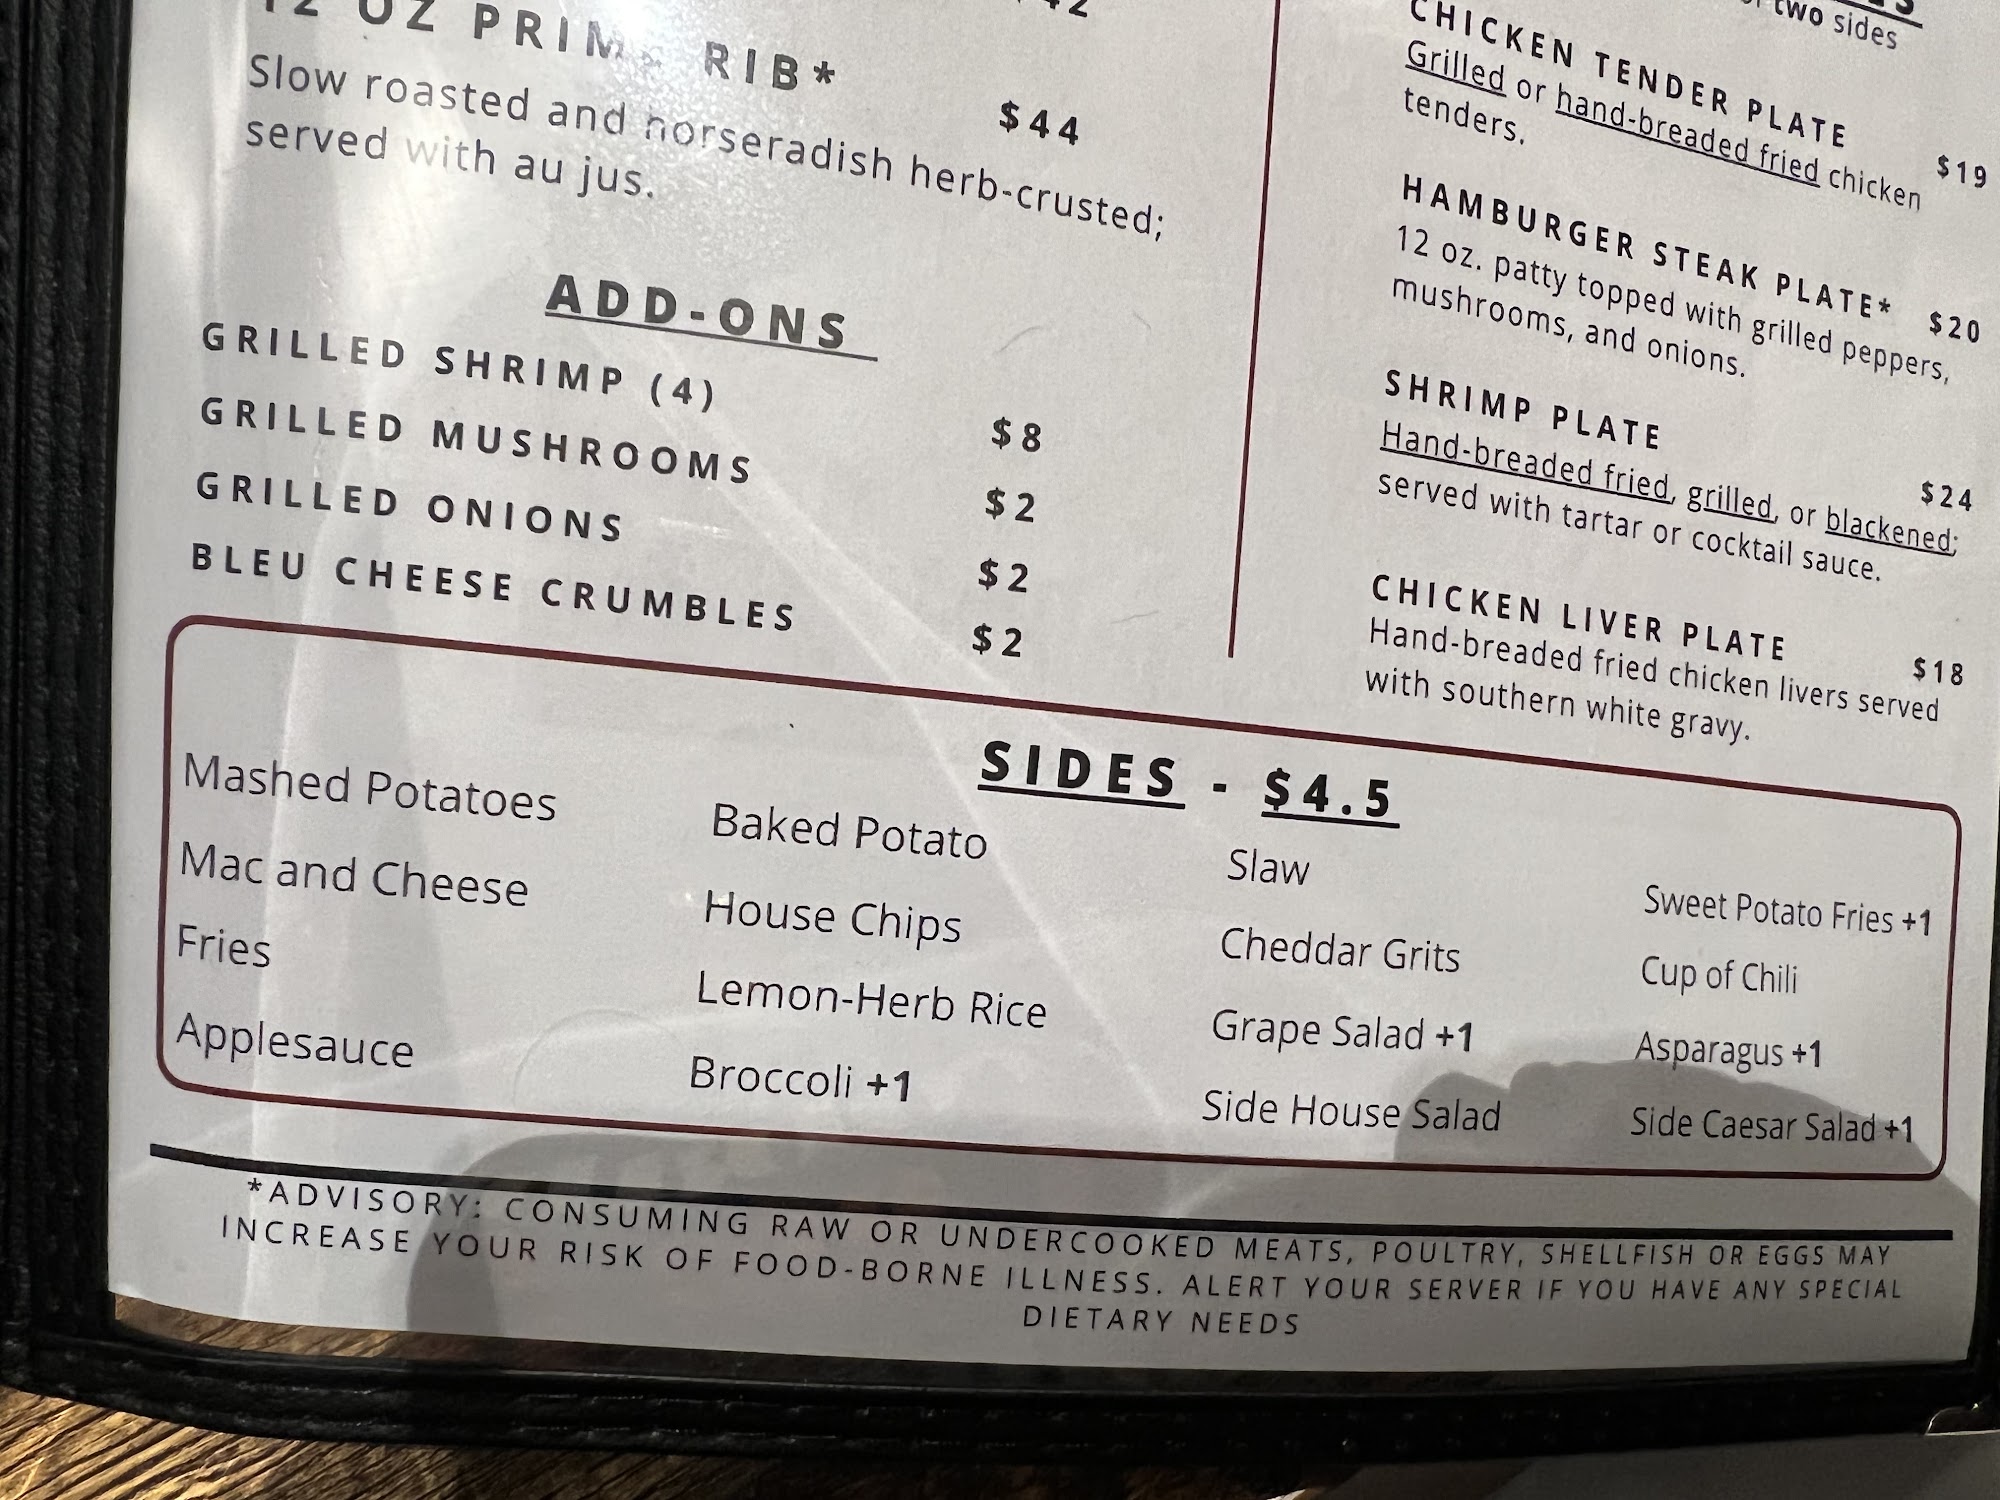 12 OZ PRIME RIB*
$44
Slow roasted and horseradish herb-crusted;
served with au jus.
ADD-ONS
GRILLED SHRIMP (4) $8
GRILLED MUSHROOMS $2
GRILLED ONIONS $2
BLEU CHEESE CRUMBLES $2
two sides
CHICKEN TENDER PLATE $19
Grilled or hand-breaded fried chicken
tenders.
HAMBURGER STEAK PLATE* $20
12 oz. patty topped with grilled peppers,
mushrooms, and onions.
SHRIMP PLATE $24
Hand-breaded fried, grilled, or blackened;
served with tartar or cocktail sauce.
CHICKEN LIVER PLATE $18
Hand-breaded fried chicken livers served
with southern white gravy.
SIDES - $4.5
Mashed Potatoes Baked Potato Slaw Sweet Potato Fries +1
Mac and Cheese House Chips Cheddar Grits Cup of Chili
Fries Lemon-Herb Rice Grape Salad +1 Asparagus +1
Applesauce Broccoli +1 Side House Salad Side Caesar Salad +1
*ADVISORY: CONSUMING RAW OR UNDERCOOKED MEATS, POULTRY, SHELLFISH OR EGGS MAY
INCREASE YOUR RISK OF FOOD-BORNE ILLNESS. ALERT YOUR SERVER IF YOU HAVE ANY SPECIAL
DIETARY NEEDS